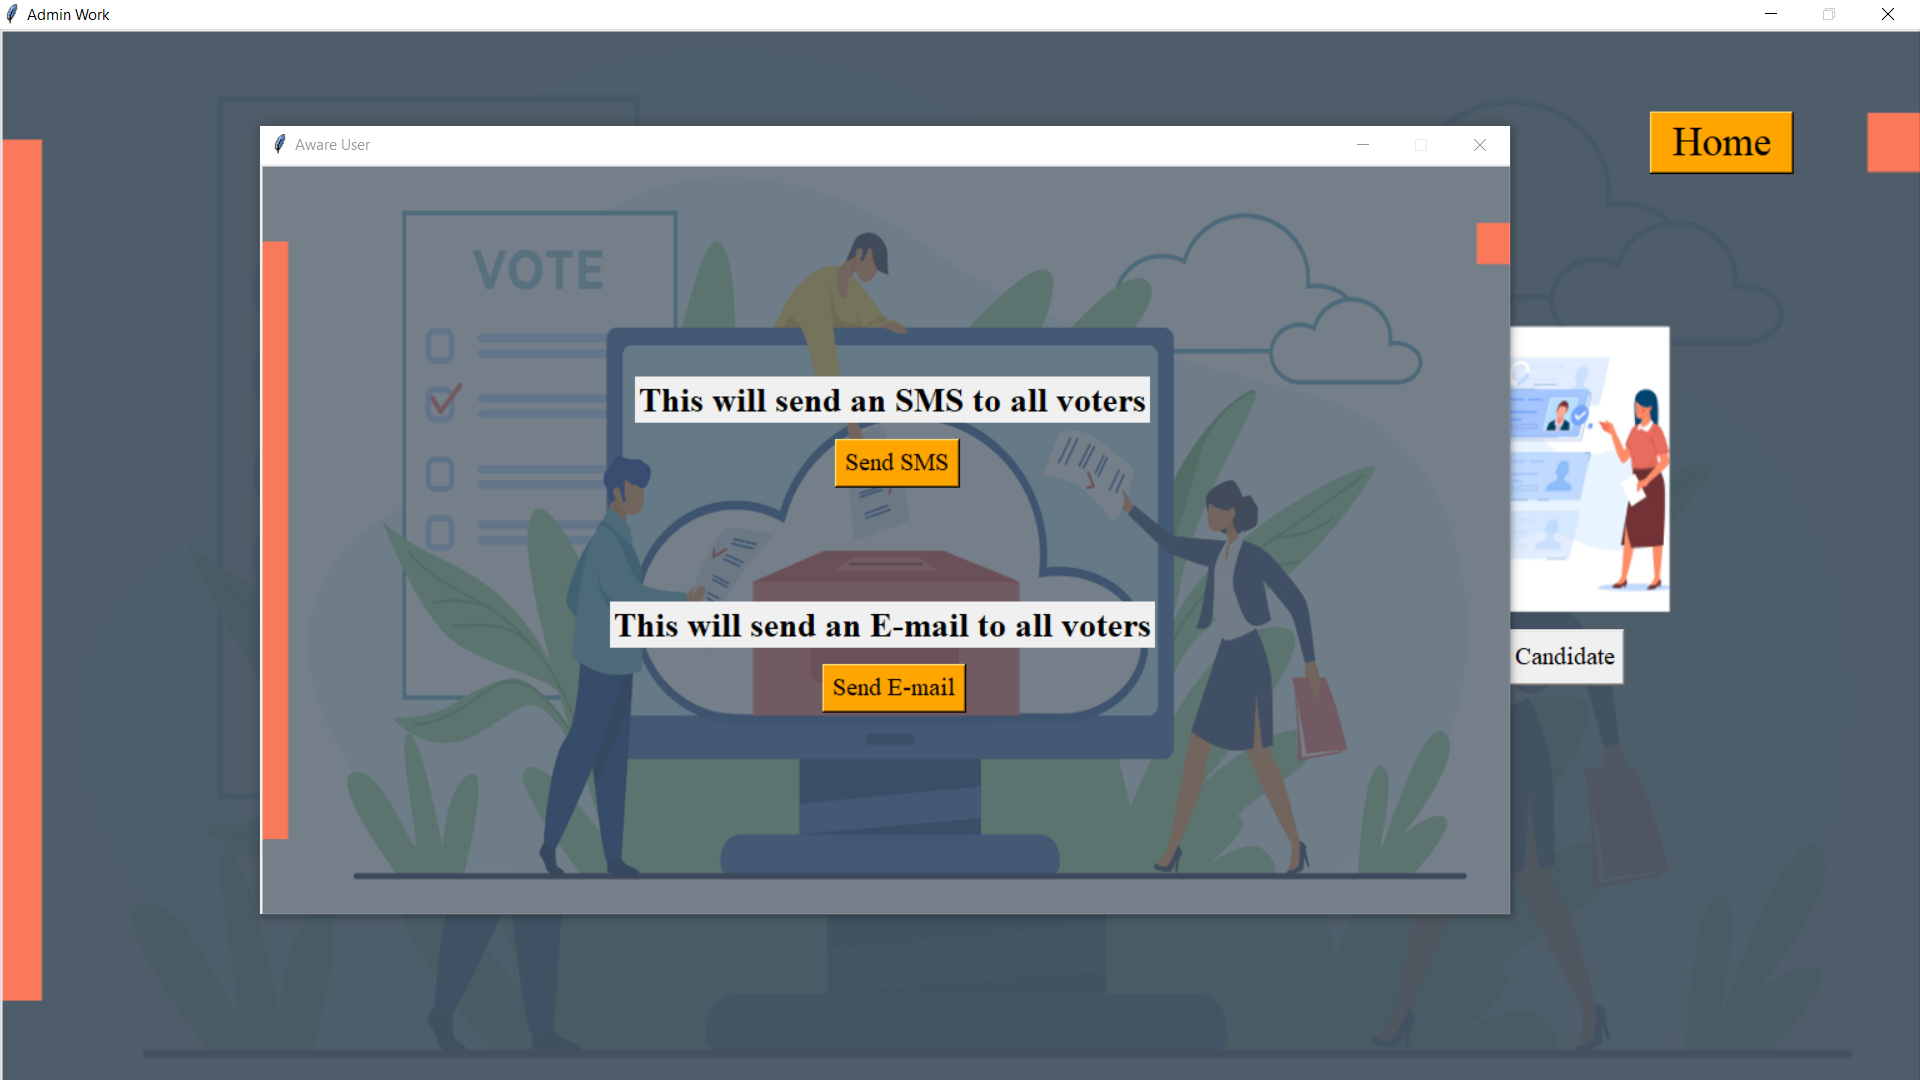 Admin Work
Home
Aware User
VOTE
This will send an SMS to all voters
Send SMS
This will send an E-mail to all voters
Candidate
Send E-mail